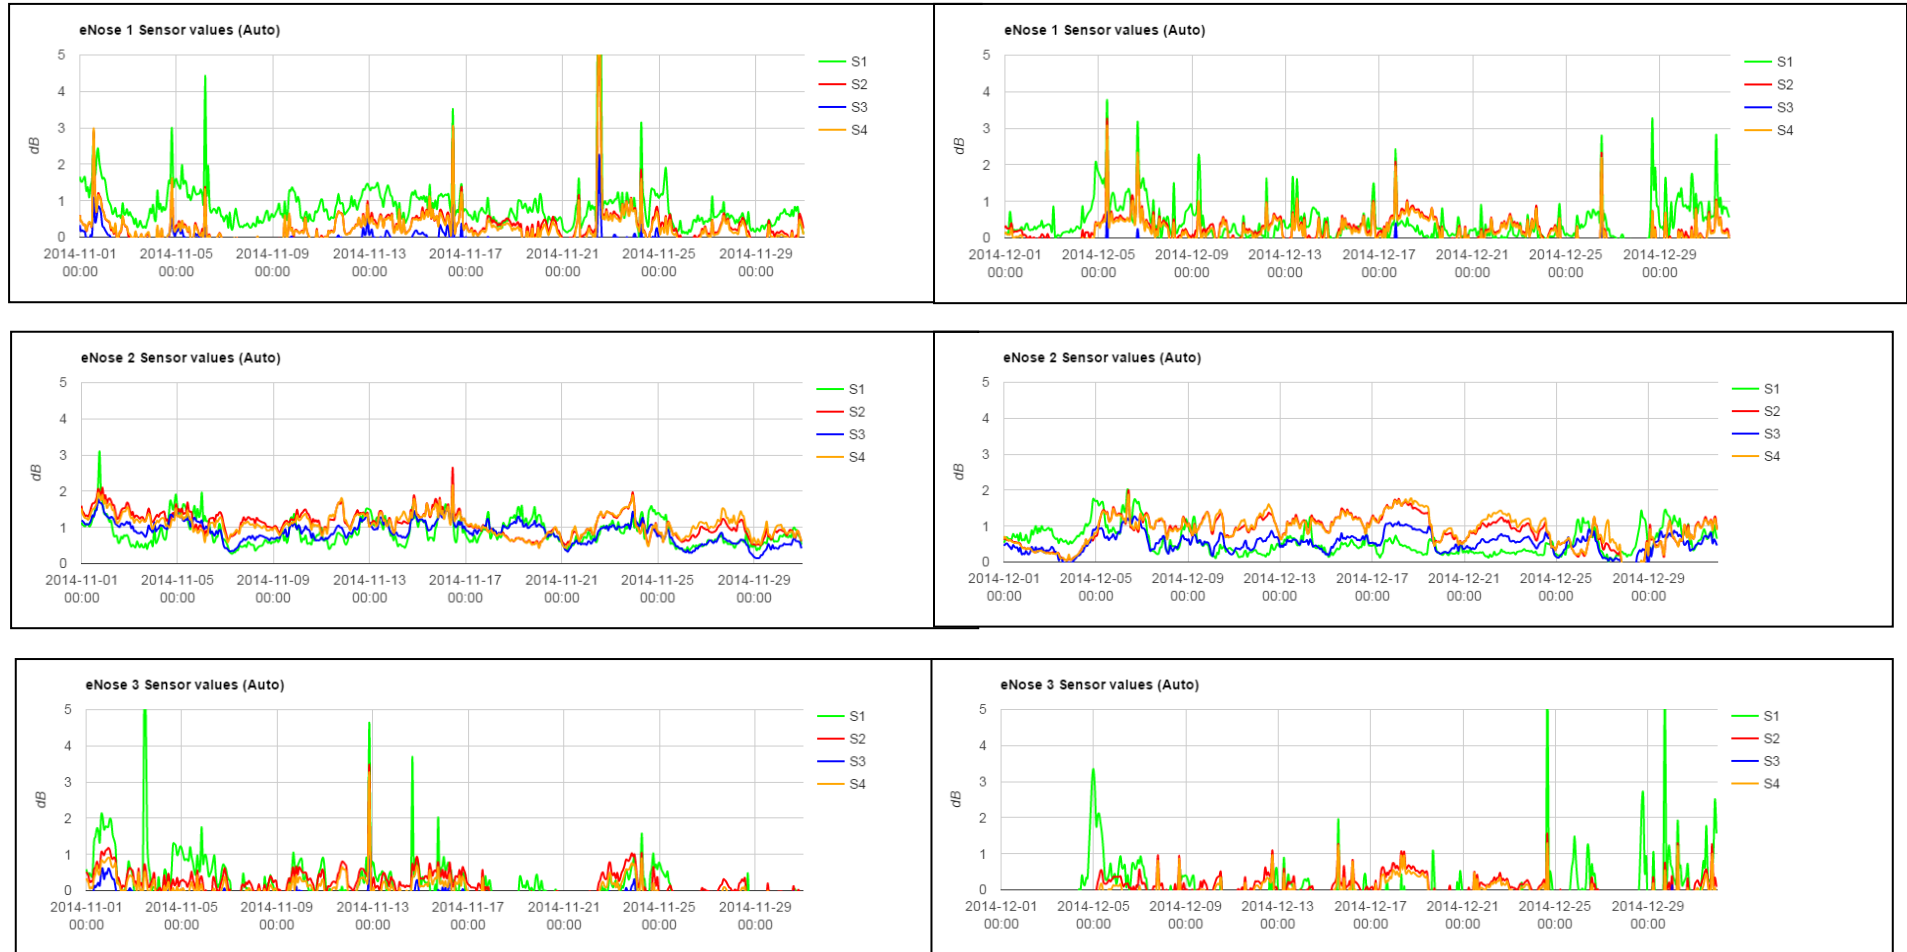 eNose 1 Sensor values (Auto)
5
4
3
2
1
0
dB
S1
S2
S3
S4
2014-11-01 2014-11-05 2014-11-09 2014-11-13 2014-11-17 2014-11-21 2014-11-25 2014-11-29
00:00 00:00 00:00 00:00 00:00 00:00 00:00 00:00
eNose 1 Sensor values (Auto)
5
4
3
2
1
0
dB
S1
S2
S3
S4
2014-12-01 2014-12-05 2014-12-09 2014-12-13 2014-12-17 2014-12-21 2014-12-25 2014-12-29
00:00 00:00 00:00 00:00 00:00 00:00 00:00 00:00
eNose 2 Sensor values (Auto)
5
4
3
2
1
0
dB
S1
S2
S3
S4
2014-11-01 2014-11-05 2014-11-09 2014-11-13 2014-11-17 2014-11-21 2014-11-25 2014-11-29
00:00 00:00 00:00 00:00 00:00 00:00 00:00 00:00
eNose 2 Sensor values (Auto)
5
4
3
2
1
0
dB
S1
S2
S3
S4
2014-12-01 2014-12-05 2014-12-09 2014-12-13 2014-12-17 2014-12-21 2014-12-25 2014-12-29
00:00 00:00 00:00 00:00 00:00 00:00 00:00 00:00
eNose 3 Sensor values (Auto)
5
4
3
2
1
0
dB
S1
S2
S3
S4
2014-11-01 2014-11-05 2014-11-09 2014-11-13 2014-11-17 2014-11-21 2014-11-25 2014-11-29
00:00 00:00 00:00 00:00 00:00 00:00 00:00 00:00
eNose 3 Sensor values (Auto)
5
4
3
2
1
0
dB
S1
S2
S3
S4
2014-12-01 2014-12-05 2014-12-09 2014-12-13 2014-12-17 2014-12-21 2014-12-25 2014-12-29
00:00 00:00 00:00 00:00 00:00 00:00 00:00 00:00